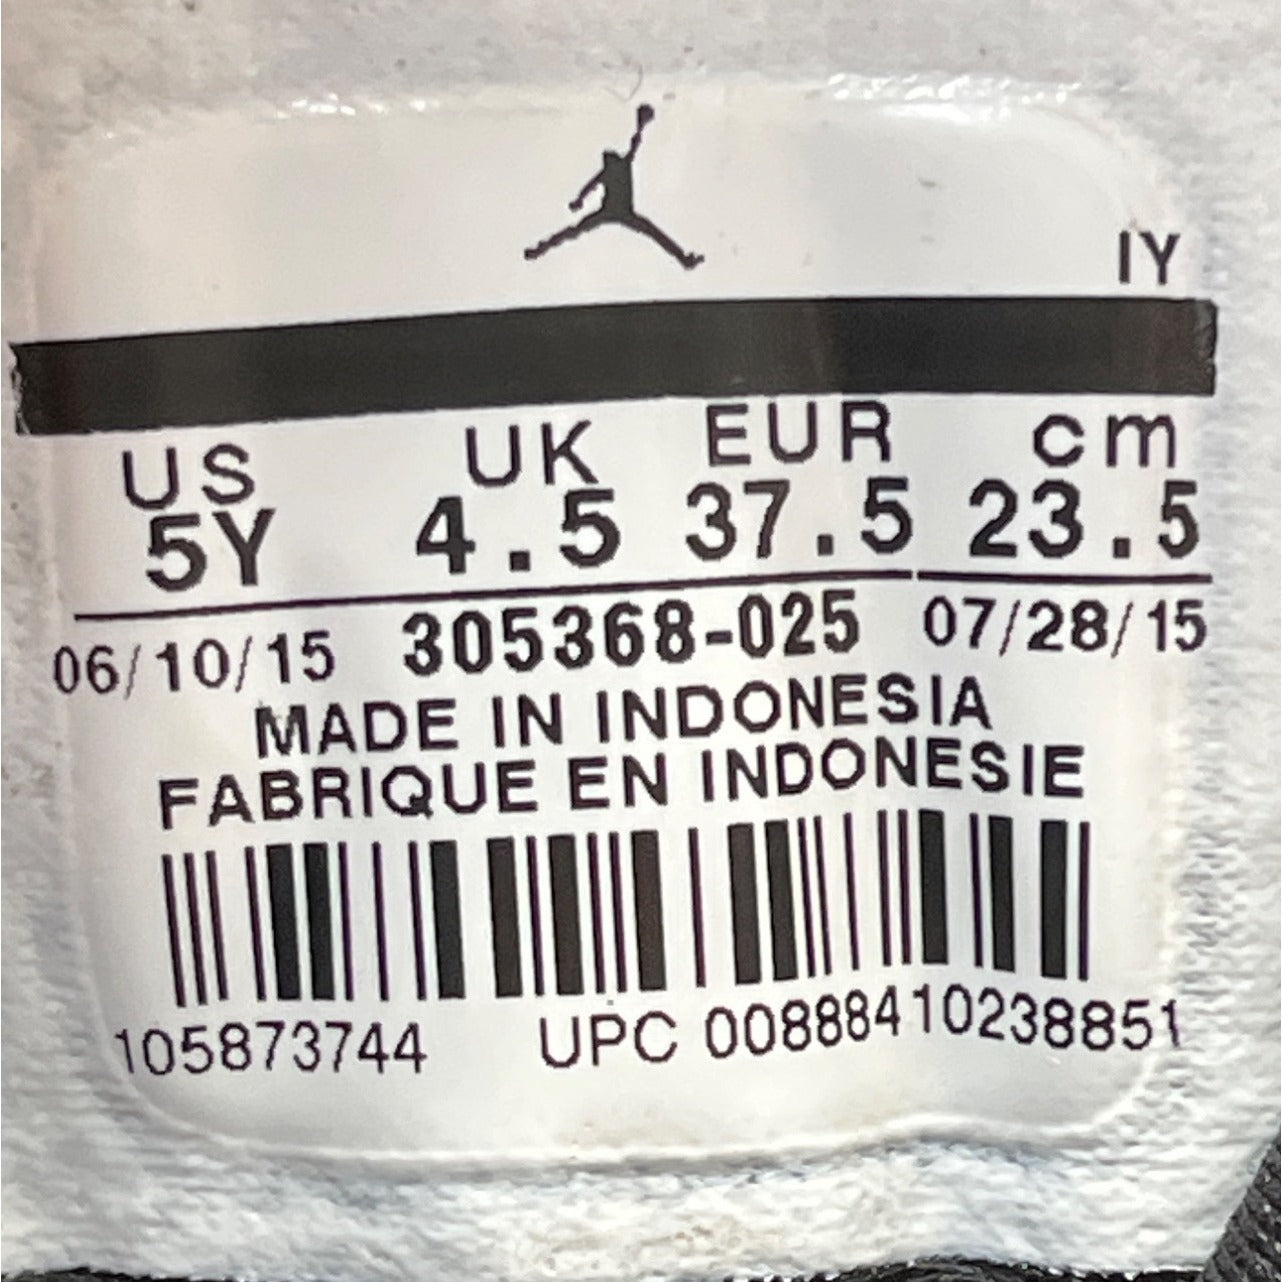 IY
US UK EUR cm
5Y 4.5 37.5 23.5
06/10/15 305368-025 07/28/15
MADE IN INDONESIA
FABRIQUE EN INDONESIE
105873744 UPC 00888410238851